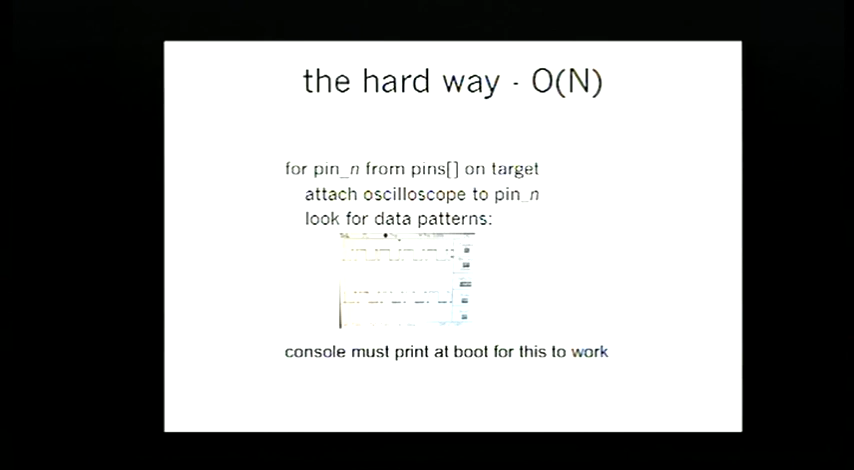 the hard way - O(N)
for pin_n from pins[] on target
attach oscilloscope to pin_n
look for data patterns:
console must print at boot for this to work